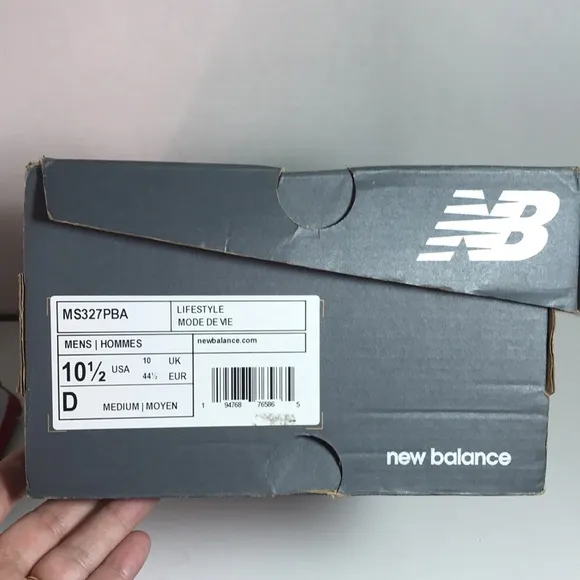 NB
MS327PBA
LIFESTYLE
MODE DE VIE
MENS | HOMMES
newbalance.com
10½ USA
10 UK
44½ EUR
D
MEDIUM | MOYEN
1 94768 76586 5
new balance